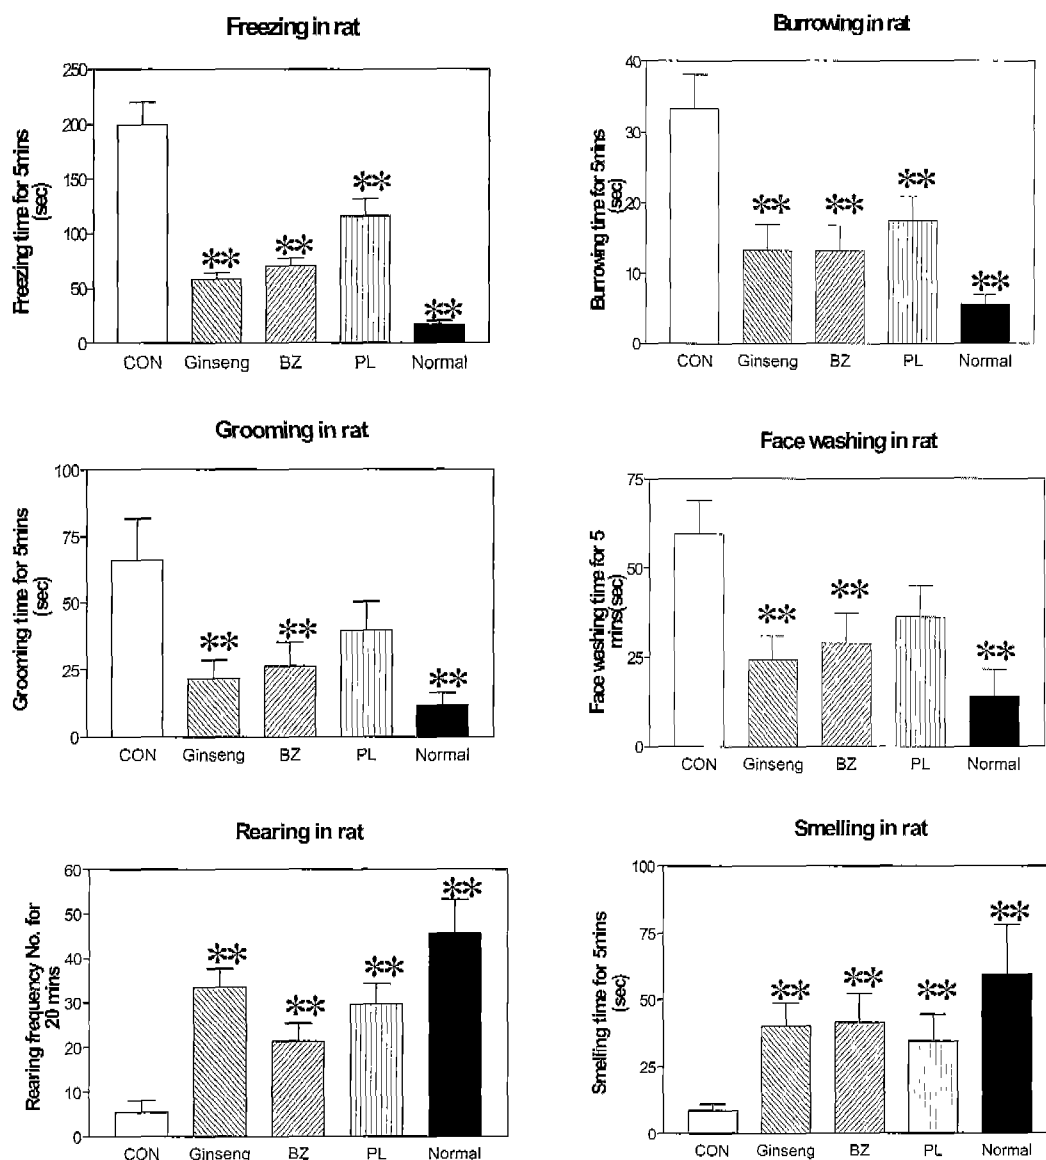 Freezing in rat
Freezing time for 5mins
(sec)
250
200
150
100
50
0
**
**
**
**
CON Ginseng BZ PL Normal
Burrowing in rat
Burrowing time for 5mins
(sec)
40
30
20
10
0
**
**
**
**
CON Ginseng BZ PL Normal
Grooming in rat
Grooming time for 5mins
(sec)
100
75
50
25
0
**
**
**
CON Ginseng BZ PL Normal
Face washing in rat
Face washing time for 5
mins(sec)
75
50
25
0
**
**
**
CON Ginseng BZ PL Normal
Rearing in rat
Rearing frequency No. for
20 mins
60
50
40
30
20
10
0
**
**
**
**
CON Ginseng BZ PL Normal
Smelling in rat
Smelling time for 5mins
(sec)
100
75
50
25
0
**
**
**
**
CON Ginseng BZ PL Normal